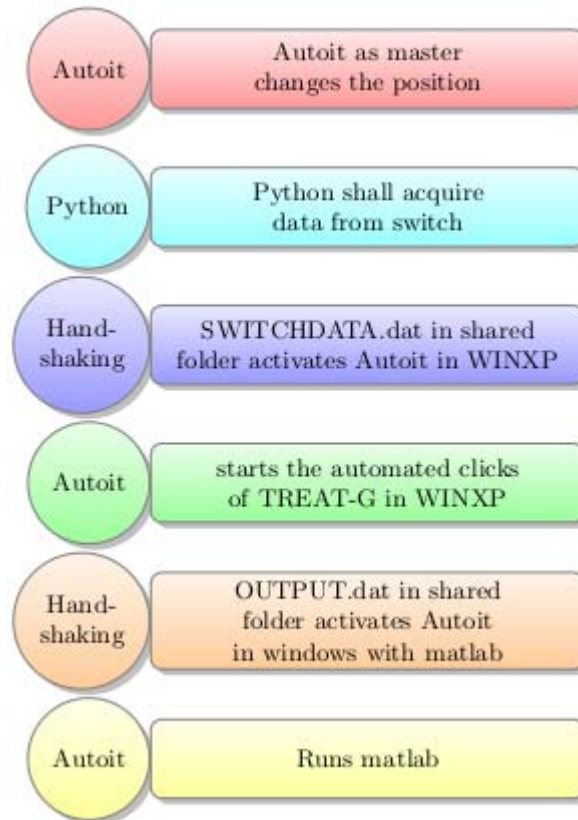 Autoit
Autoit as master
changes the position
Python
Python shall acquire
data from switch
Hand-
shaking
SWITCHDATA.dat in shared
folder activates Autoit in WINXP
Autoit
starts the automated clicks
of TREAT-G in WINXP
Hand-
shaking
OUTPUT.dat in shared
folder activates Autoit
in windows with matlab
Autoit
Runs matlab